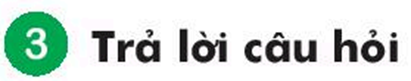 3 Trả lời câu hỏi